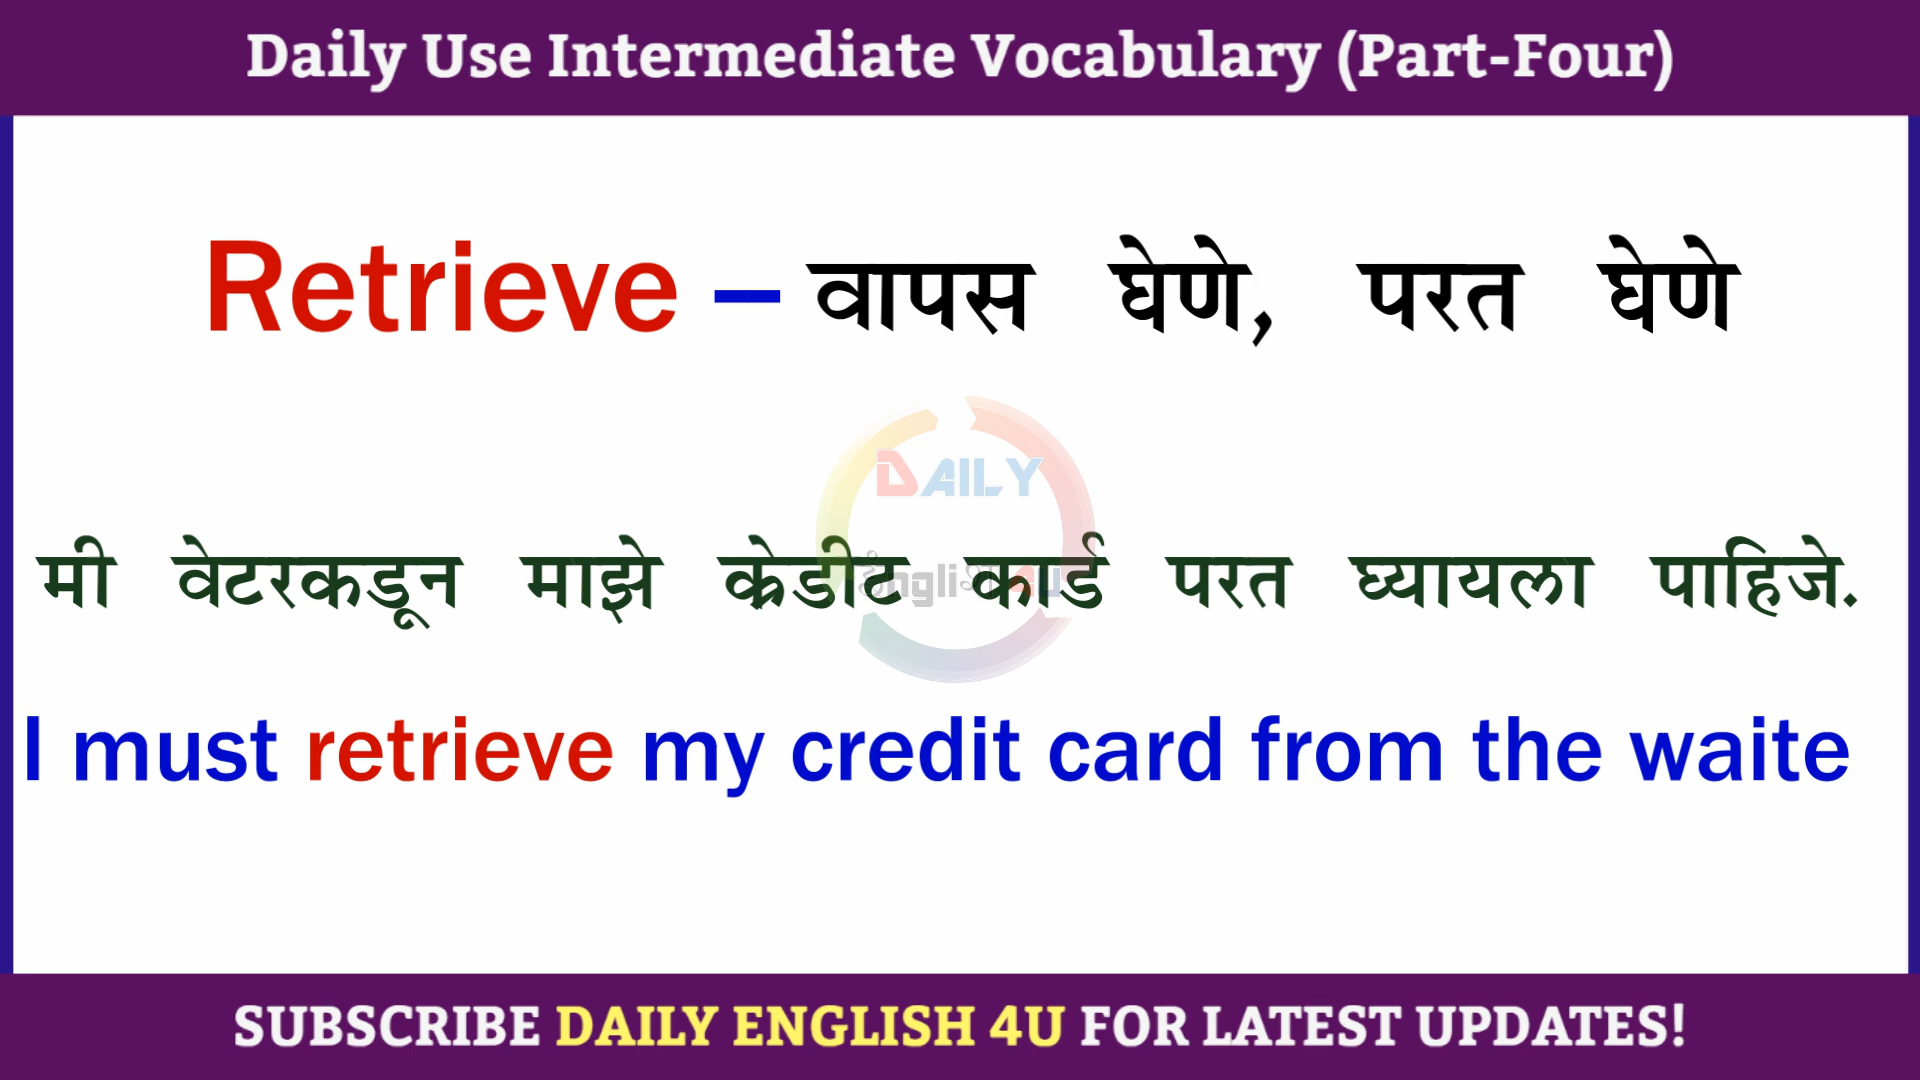 Daily Use Intermediate Vocabulary (Part-Four)
Retrieve – वापस घेणे, परत घेणे
DAILY
मी वेटरकडून माझे क्रेडीट कार्ड परत घ्यायला पाहिजे.
I must retrieve my credit card from the waite
SUBSCRIBE DAILY ENGLISH 4U FOR LATEST UPDATES!